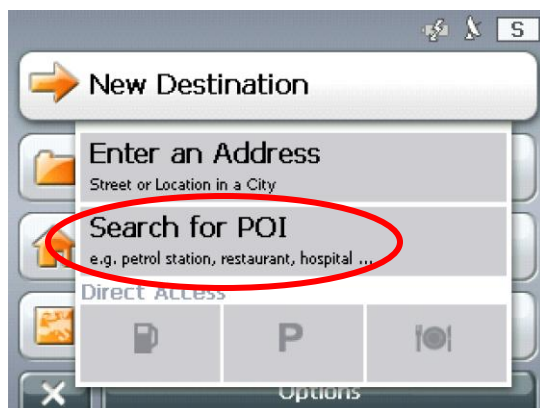 S
New Destination
Enter an Address
Street or Location in a City
Search for POI
e.g. petrol station, restaurant, hospital ...
Direct Access
P
Options